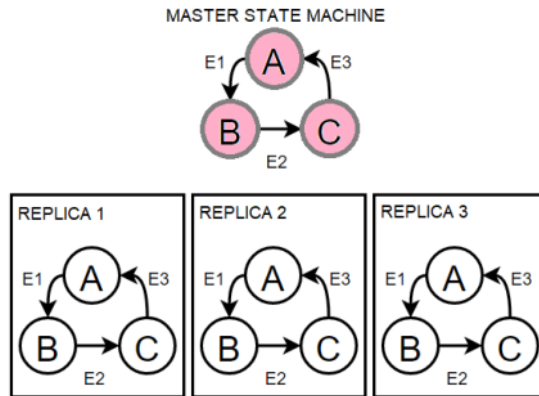 MASTER STATE MACHINE
A
E1
E3
B
C
E2
REPLICA 1
A
E1
E3
B
C
E2
REPLICA 2
A
E1
E3
B
C
E2
REPLICA 3
A
E1
E3
B
C
E2